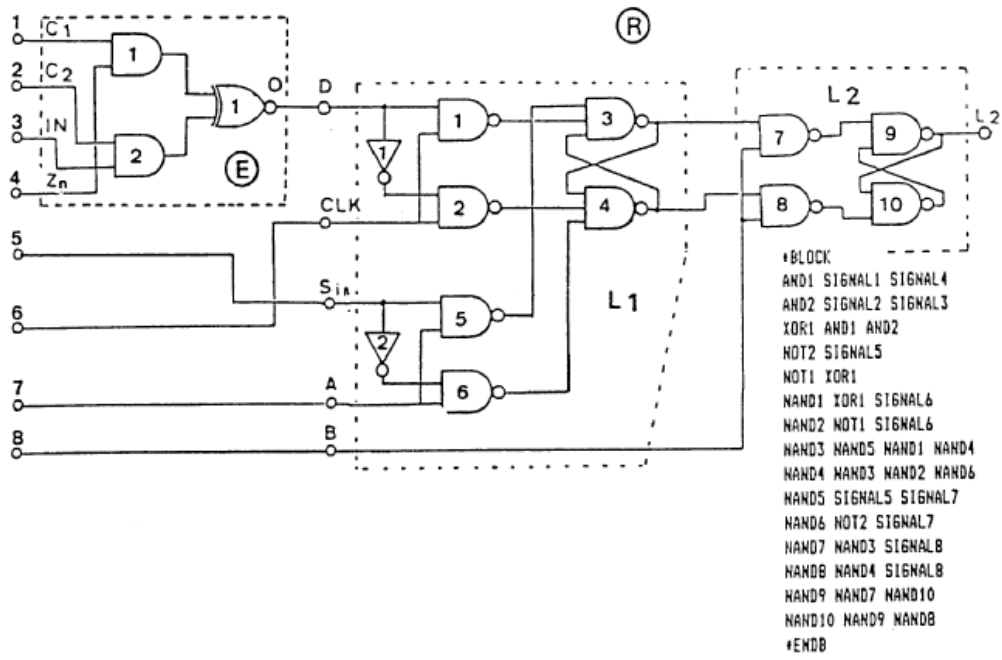 R
1 C1
1
2 C2
O D L2
1 1 3 7 9 L2
3 IN
2 E 1
4 Zn
2 4 8 10
CLK
5
*BLOCK
AND1 SIGNAL1 SIGNAL4
Sin L1
AND2 SIGNAL2 SIGNAL3
6 5
XOR1 AND1 AND2
2
NOT2 SIGNAL5
NOT1 XOR1
7 A 6
NAND1 XOR1 SIGNAL6
8 B
NAND2 NOT1 SIGNAL6
NAND3 NAND5 NAND1 NAND4
NAND4 NAND3 NAND2 NAND6
NAND5 SIGNAL5 SIGNAL7
NAND6 NOT2 SIGNAL7
NAND7 NAND3 SIGNAL8
NAND8 NAND4 SIGNAL8
NAND9 NAND7 NAND10
NAND10 NAND9 NAND8
*ENDB